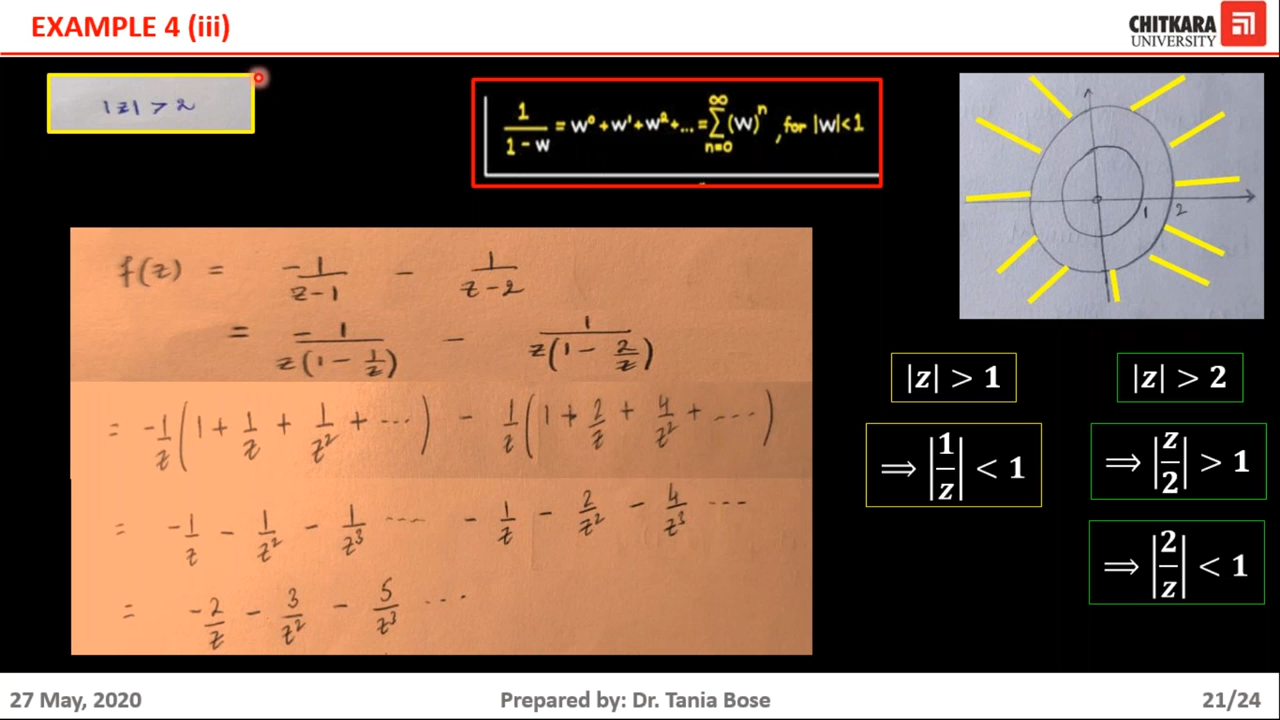 EXAMPLE 4 (iii)
CHITKARA
UNIVERSITY
|z| > 2
1/(1 - w) = w⁰ + w¹ + w² + ... = ∑_{n=0}^{∞} (w)ⁿ , for |w| < 1
1 2
f(z) = -1/(z-1) - 1/(z-2)
= -1/(z(1 - 1/z)) - 1/(z(1 - 2/z))
= -1/z (1 + 1/z + 1/z² + ...) - 1/z (1 + 2/z + 4/z² + ...)
= -1/z - 1/z² - 1/z³ ... - 1/z - 2/z² - 4/z³ ...
= -2/z - 3/z² - 5/z³ ...
|z| > 1
⟹ |1/z| < 1
|z| > 2
⟹ |z/2| > 1
⟹ |2/z| < 1
27 May, 2020
Prepared by: Dr. Tania Bose
21/24